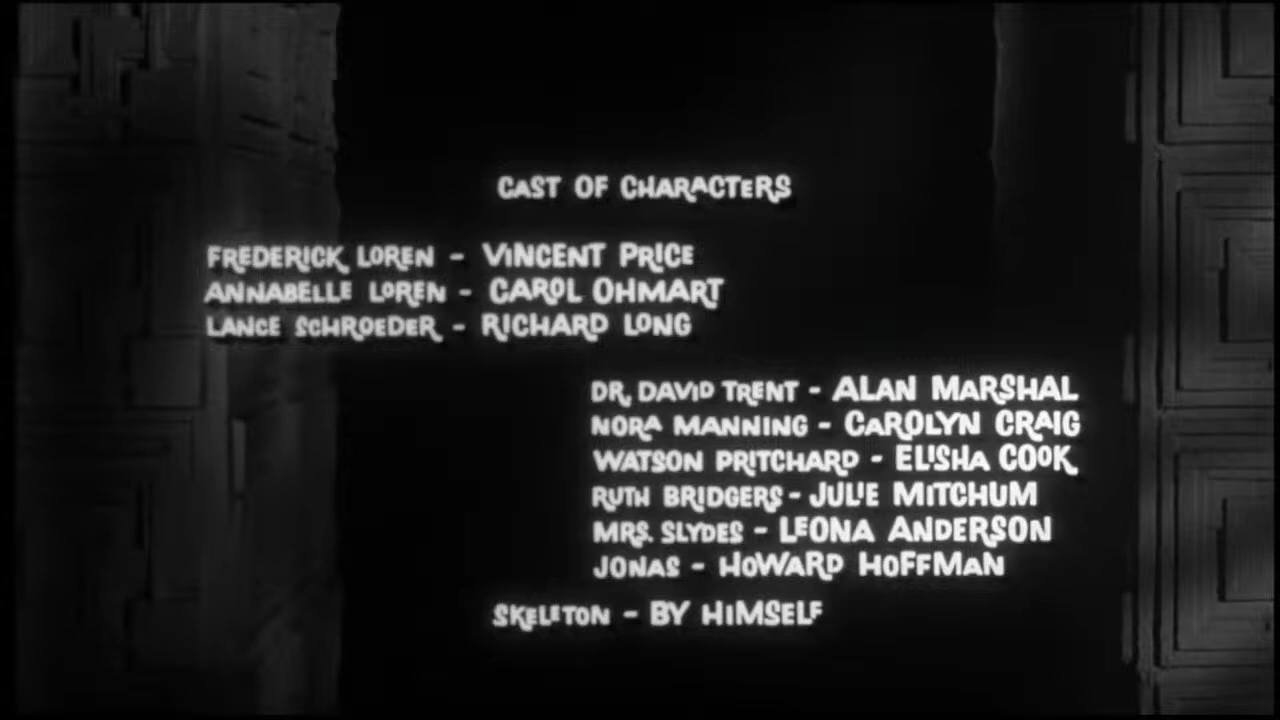 CAST OF CHARACTERS
FREDERICK LOREN - VINCENT PRICE
ANNABELLE LOREN - CAROL OHMART
LANCE SCHROEDER - RICHARD LONG
DR. DAVID TRENT - ALAN MARSHAL
NORA MANNING - CAROLYN CRAIG
WATSON PRITCHARD - ELISHA COOK
RUTH BRIDGERS - JULIE MITCHUM
MRS. SLYDES - LEONA ANDERSON
JONAS - HOWARD HOFFMAN
SKELETON - BY HIMSELF